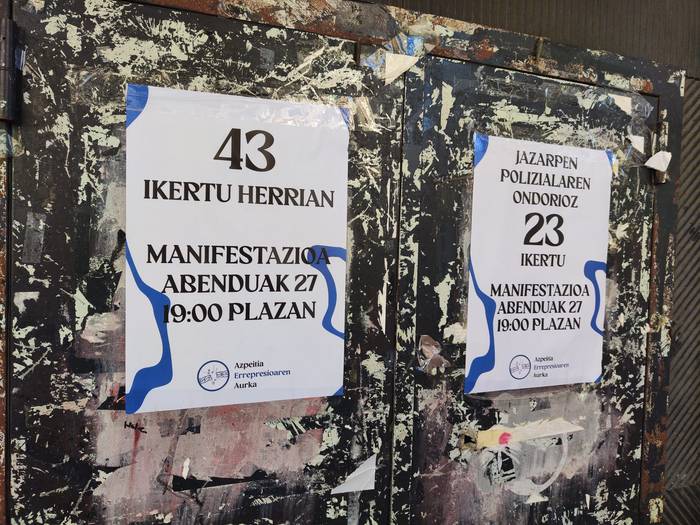 43
IKERTU HERRIAN
MANIFESTAZIOA
ABENDUAK 27
19:00 PLAZAN
Azpeitia
Errepresioaren
Aurka
JAZARPEN
POLIZIALAREN
ONDORIOZ
23
IKERTU
MANIFESTAZIOA
ABENDUAK 27
19:00 PLAZAN
Azpeitia
Errepresioaren
Aurka